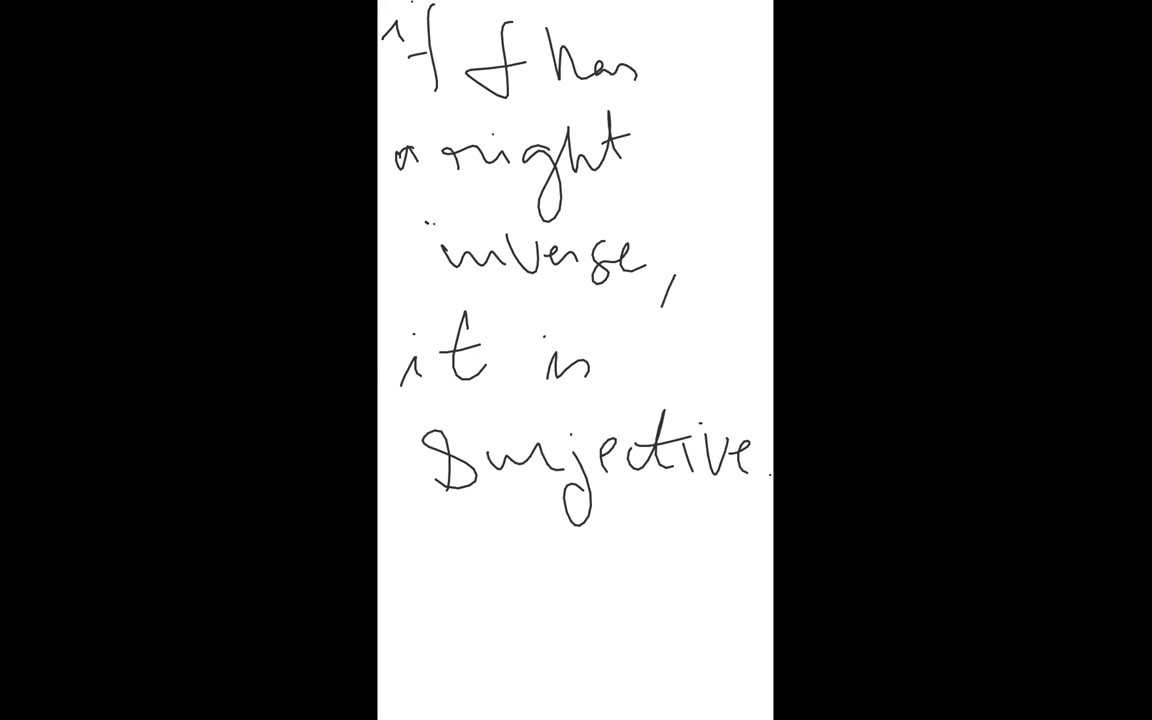 if f has
a right
inverse,
it is
surjective.